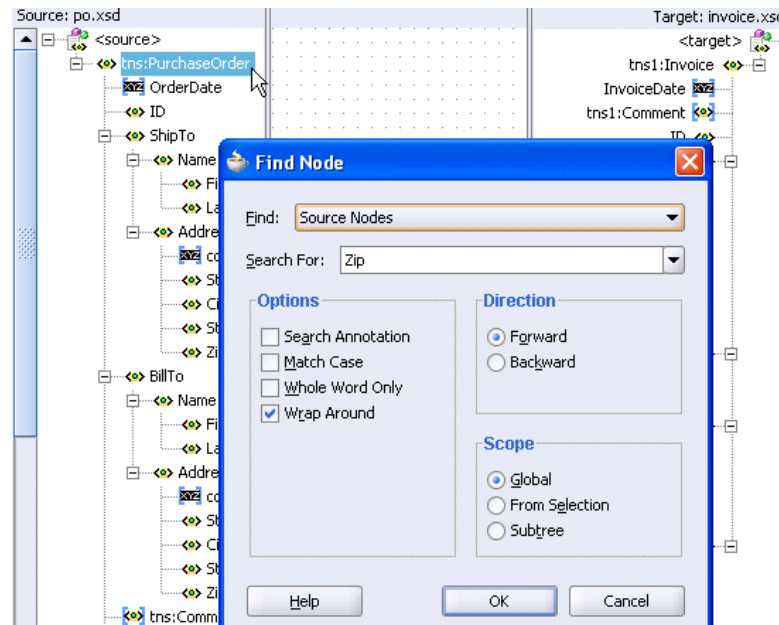 Source: po.xsd
Target: invoice.xsd
<source>
<target>
tns:PurchaseOrder
tns1:Invoice
OrderDate
InvoiceDate
ID
tns1:Comment
ShipTo
ID
Name
Find Node
Find: Source Nodes
Search For: Zip
Options
Direction
Search Annotation
Forward
Match Case
Backward
Whole Word Only
Wrap Around
BillTo
Name
Scope
Global
From Selection
Subtree
Help
OK
Cancel